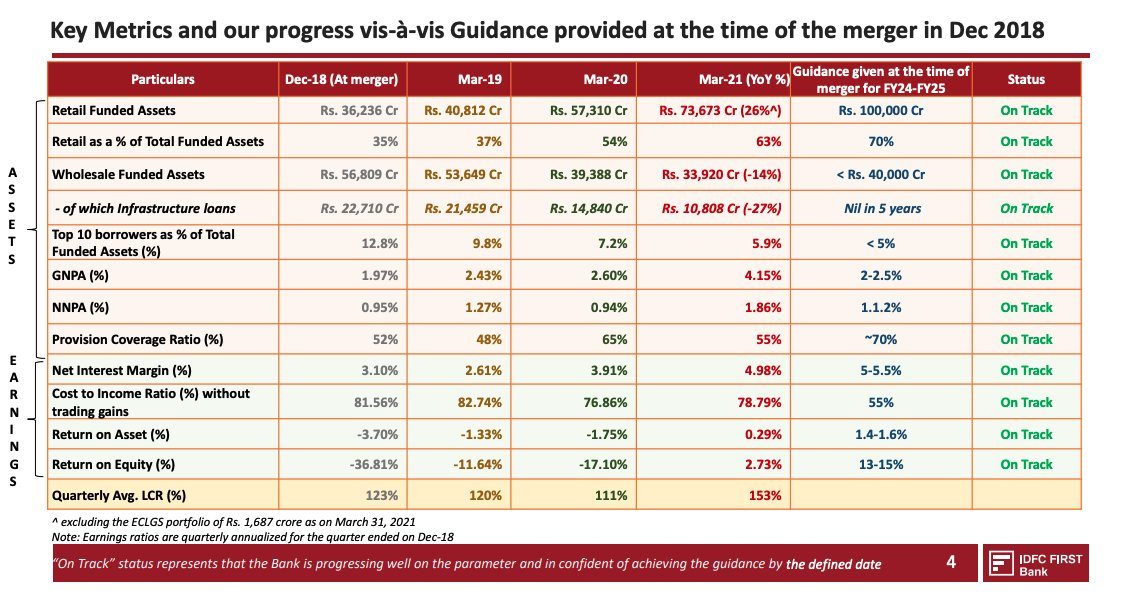 Key Metrics and our progress vis-à-vis Guidance provided at the time of the merger in Dec 2018
Particulars Dec-18 (At merger) Mar-19 Mar-20 Mar-21 (YoY %) Guidance given at the time of merger for FY24-FY25 Status
ASSETS
Retail Funded Assets Rs. 36,236 Cr Rs. 40,812 Cr Rs. 57,310 Cr Rs. 73,673 Cr (26%^) Rs. 100,000 Cr On Track
Retail as a % of Total Funded Assets 35% 37% 54% 63% 70% On Track
Wholesale Funded Assets Rs. 56,809 Cr Rs. 53,649 Cr Rs. 39,388 Cr Rs. 33,920 Cr (-14%) < Rs. 40,000 Cr On Track
- of which Infrastructure loans Rs. 22,710 Cr Rs. 21,459 Cr Rs. 14,840 Cr Rs. 10,808 Cr (-27%) Nil in 5 years On Track
Top 10 borrowers as % of Total Funded Assets (%) 12.8% 9.8% 7.2% 5.9% < 5% On Track
GNPA (%) 1.97% 2.43% 2.60% 4.15% 2-2.5% On Track
NNPA (%) 0.95% 1.27% 0.94% 1.86% 1.1.2% On Track
Provision Coverage Ratio (%) 52% 48% 65% 55% ~70% On Track
EARNINGS
Net Interest Margin (%) 3.10% 2.61% 3.91% 4.98% 5-5.5% On Track
Cost to Income Ratio (%) without trading gains 81.56% 82.74% 76.86% 78.79% 55% On Track
Return on Asset (%) -3.70% -1.33% -1.75% 0.29% 1.4-1.6% On Track
Return on Equity (%) -36.81% -11.64% -17.10% 2.73% 13-15% On Track
Quarterly Avg. LCR (%) 123% 120% 111% 153%
^ excluding the ECLGS portfolio of Rs. 1,687 crore as on March 31, 2021
Note: Earnings ratios are quarterly annualized for the quarter ended on Dec-18
“On Track” status represents that the Bank is progressing well on the parameter and in confident of achieving the guidance by the defined date
4
IDFC FIRST
Bank